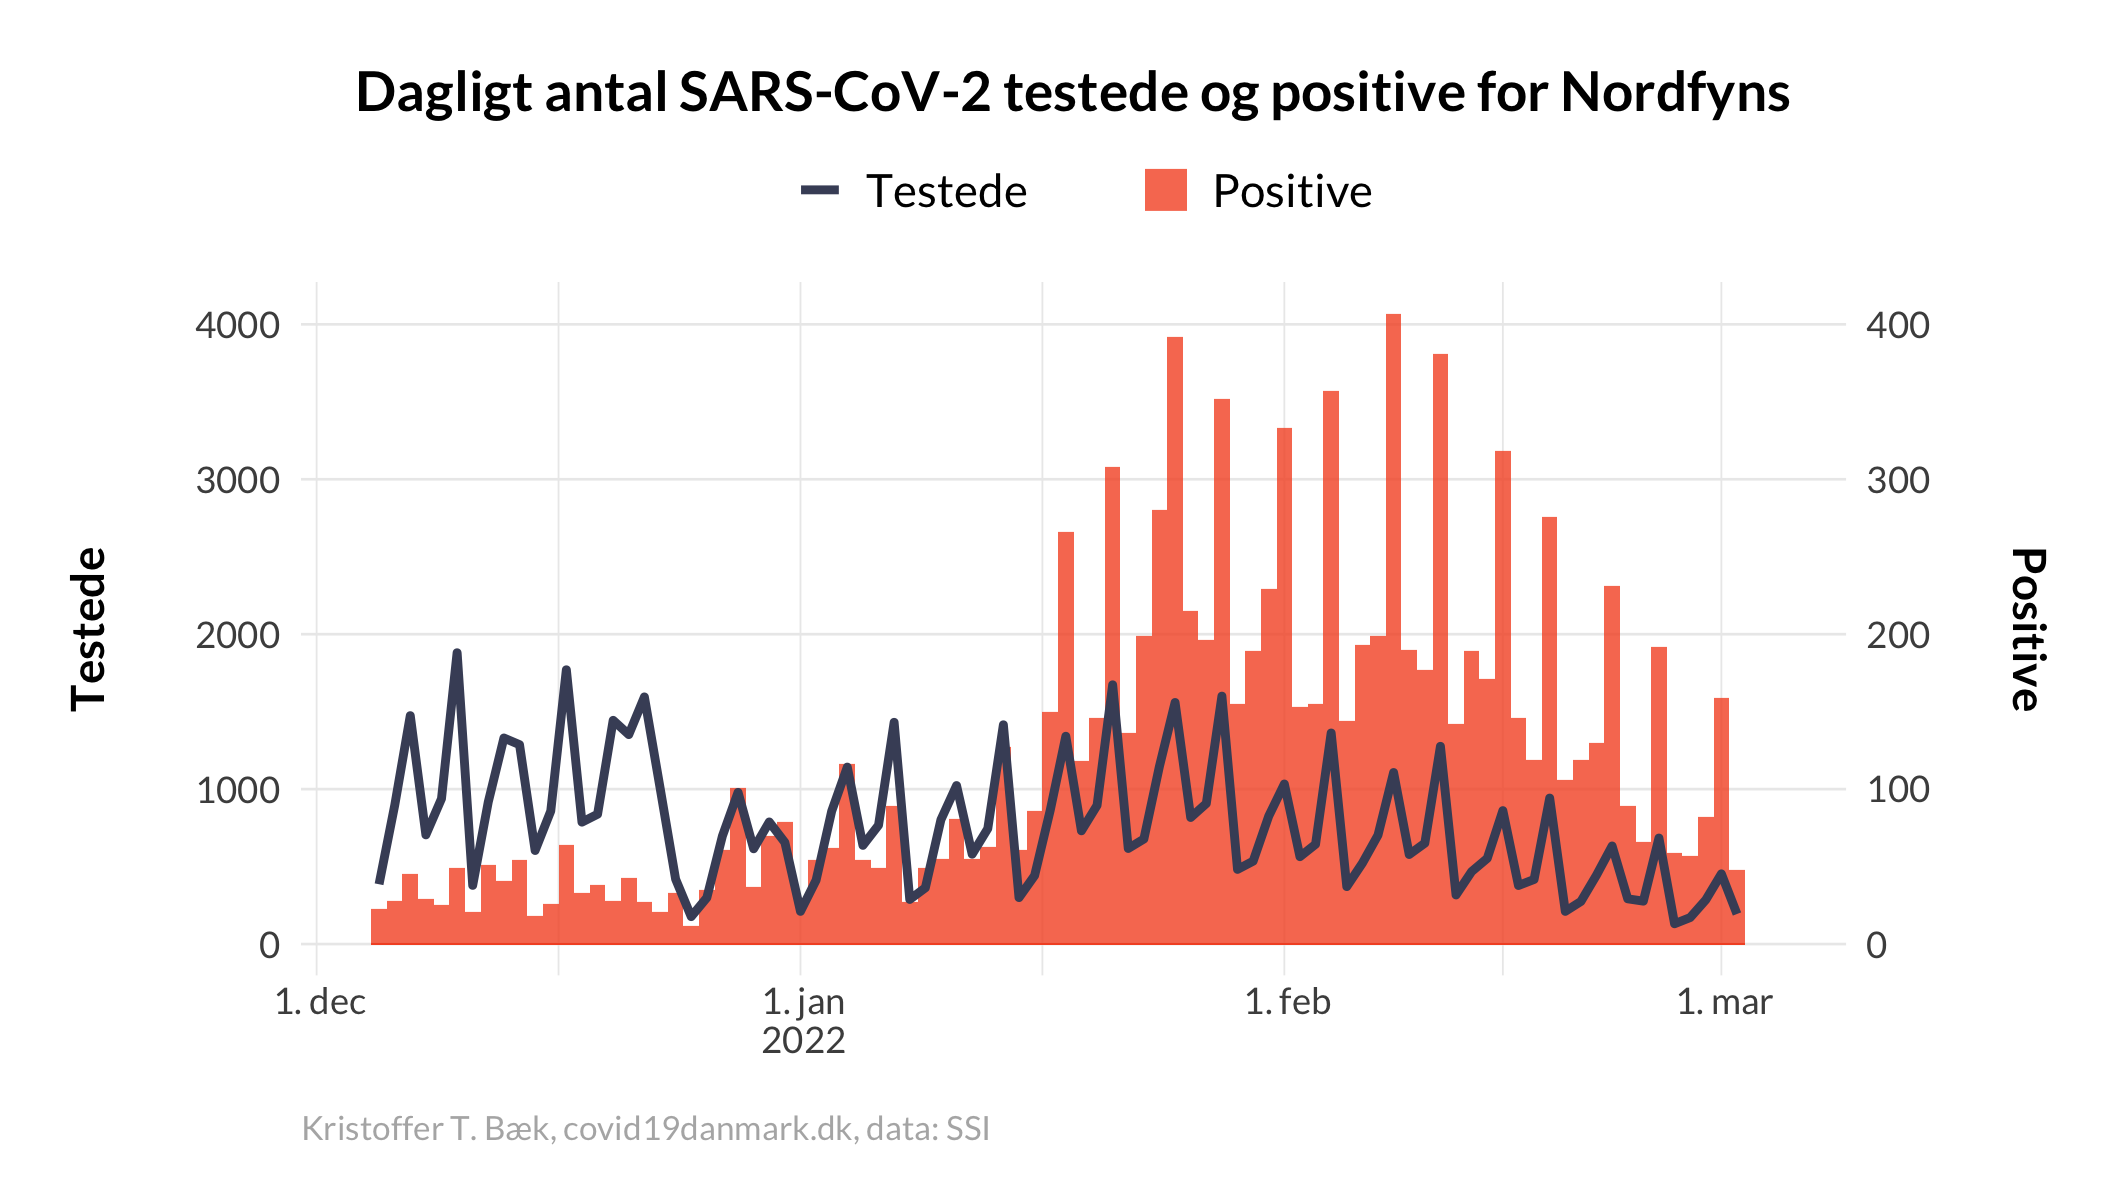 Dagligt antal SARS-CoV-2 testede og positive for Nordfyns
Testede Positive
4000 400
3000 300
2000 200
1000 100
0 0
Testede
Positive
1. dec 1. jan 1. feb 1. mar
2022
Kristoffer T. Bæk, covid19danmark.dk, data: SSI